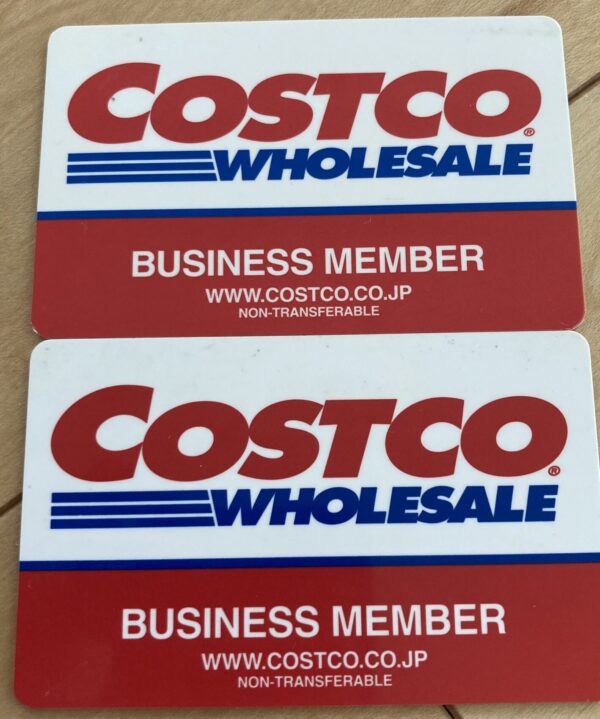 COSTCO®
WHOLESALE
BUSINESS MEMBER
WWW.COSTCO.CO.JP
NON-TRANSFERABLE
COSTCO®
WHOLESALE
BUSINESS MEMBER
WWW.COSTCO.CO.JP
NON-TRANSFERABLE